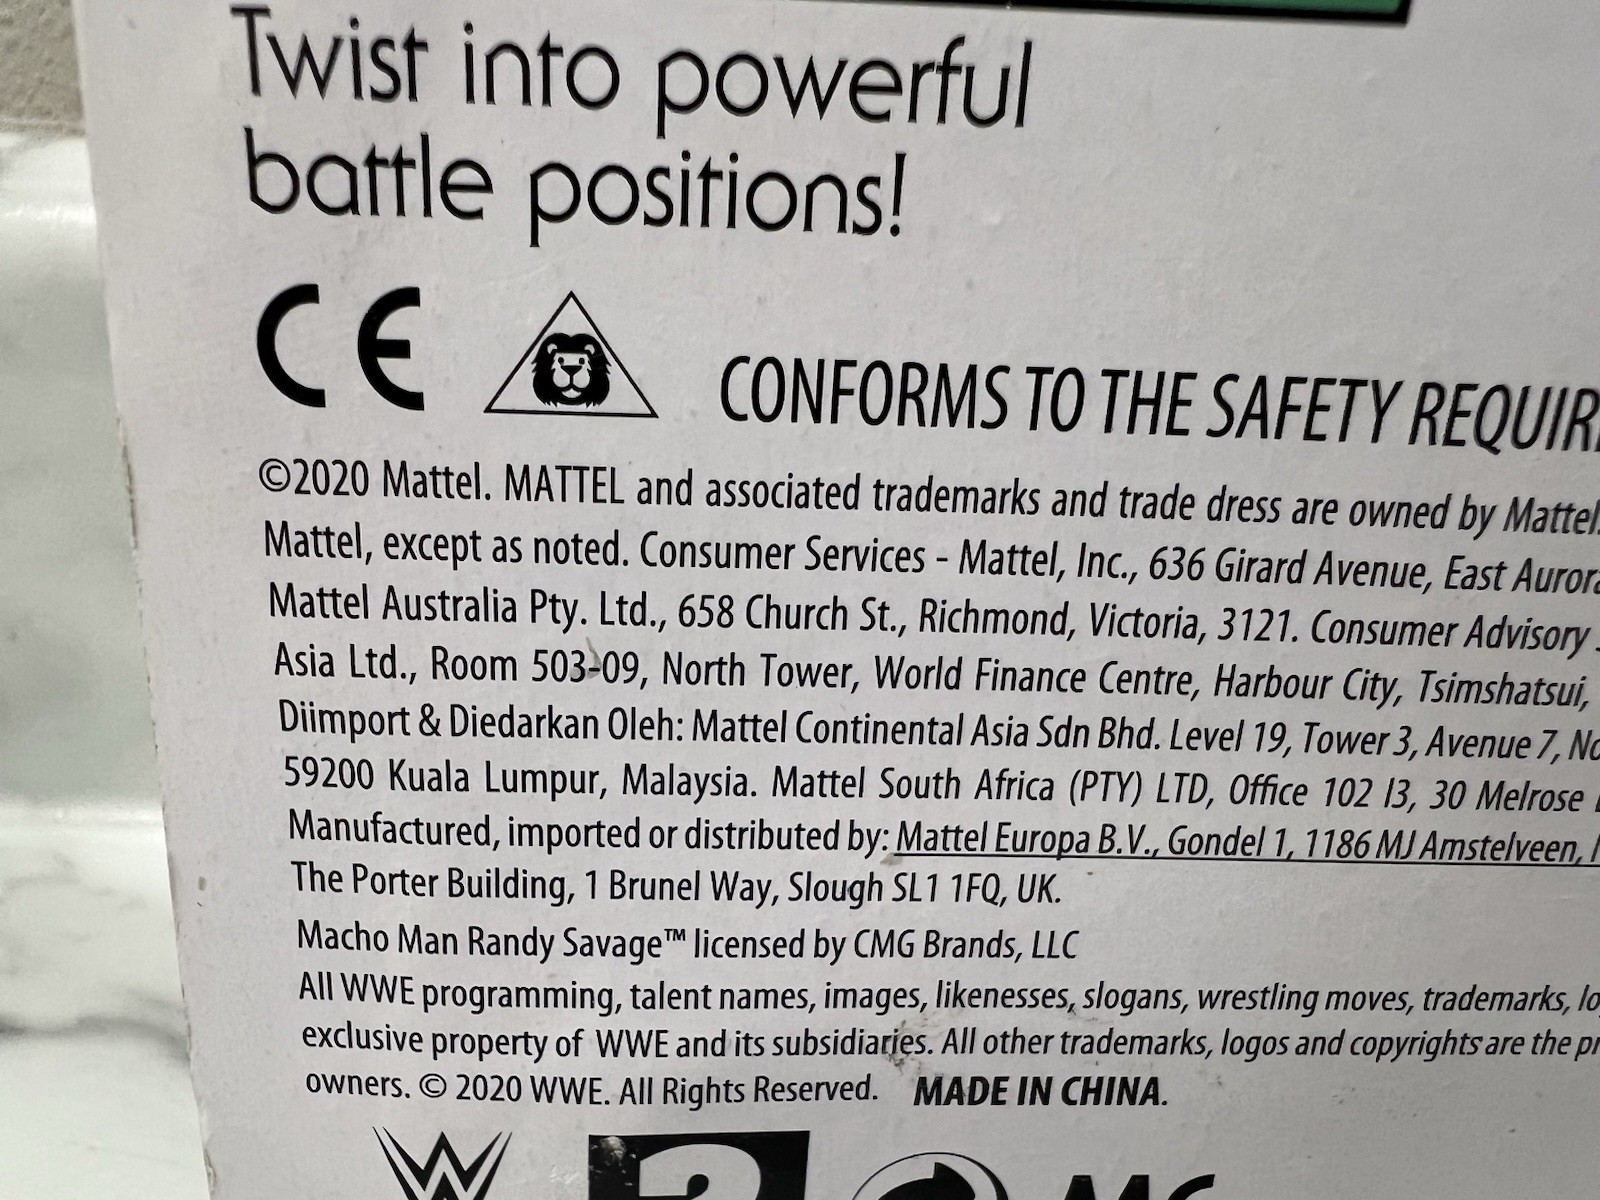 Twist into powerful
battle positions!
CE
CONFORMS TO THE SAFETY
©2020 Mattel. MATTEL and associated trademarks and trade dress are owned by Mattel.
Mattel, except as noted. Consumer Services - Mattel, Inc., 636 Girard Avenue, East
Mattel Australia Pty. Ltd., 658 Church St., Richmond, Victoria, 3121. Consumer Advisory
Asia Ltd., Room 503-09, North Tower, World Finance Centre, Harbour City, Tsimshatsui,
Diimport & Diedarkan Oleh: Mattel Continental Asia Sdn Bhd. Level 19, Tower 3, Avenue 7,
59200 Kuala Lumpur, Malaysia. Mattel South Africa (PTY) LTD, Office 102 I3, 30 Melrose
Manufactured, imported or distributed by: Mattel Europa B.V., Gondel 1, 1186 MJ Amstelveen,
The Porter Building, 1 Brunel Way, Slough SL1 1FQ, UK.
Macho Man Randy Savage™ licensed by CMG Brands, LLC
All WWE programming, talent names, images, likenesses, slogans, wrestling moves, trademarks,
exclusive property of WWE and its subsidiaries. All other trademarks, logos and copyrights are the
owners. © 2020 WWE. All Rights Reserved. MADE IN CHINA.